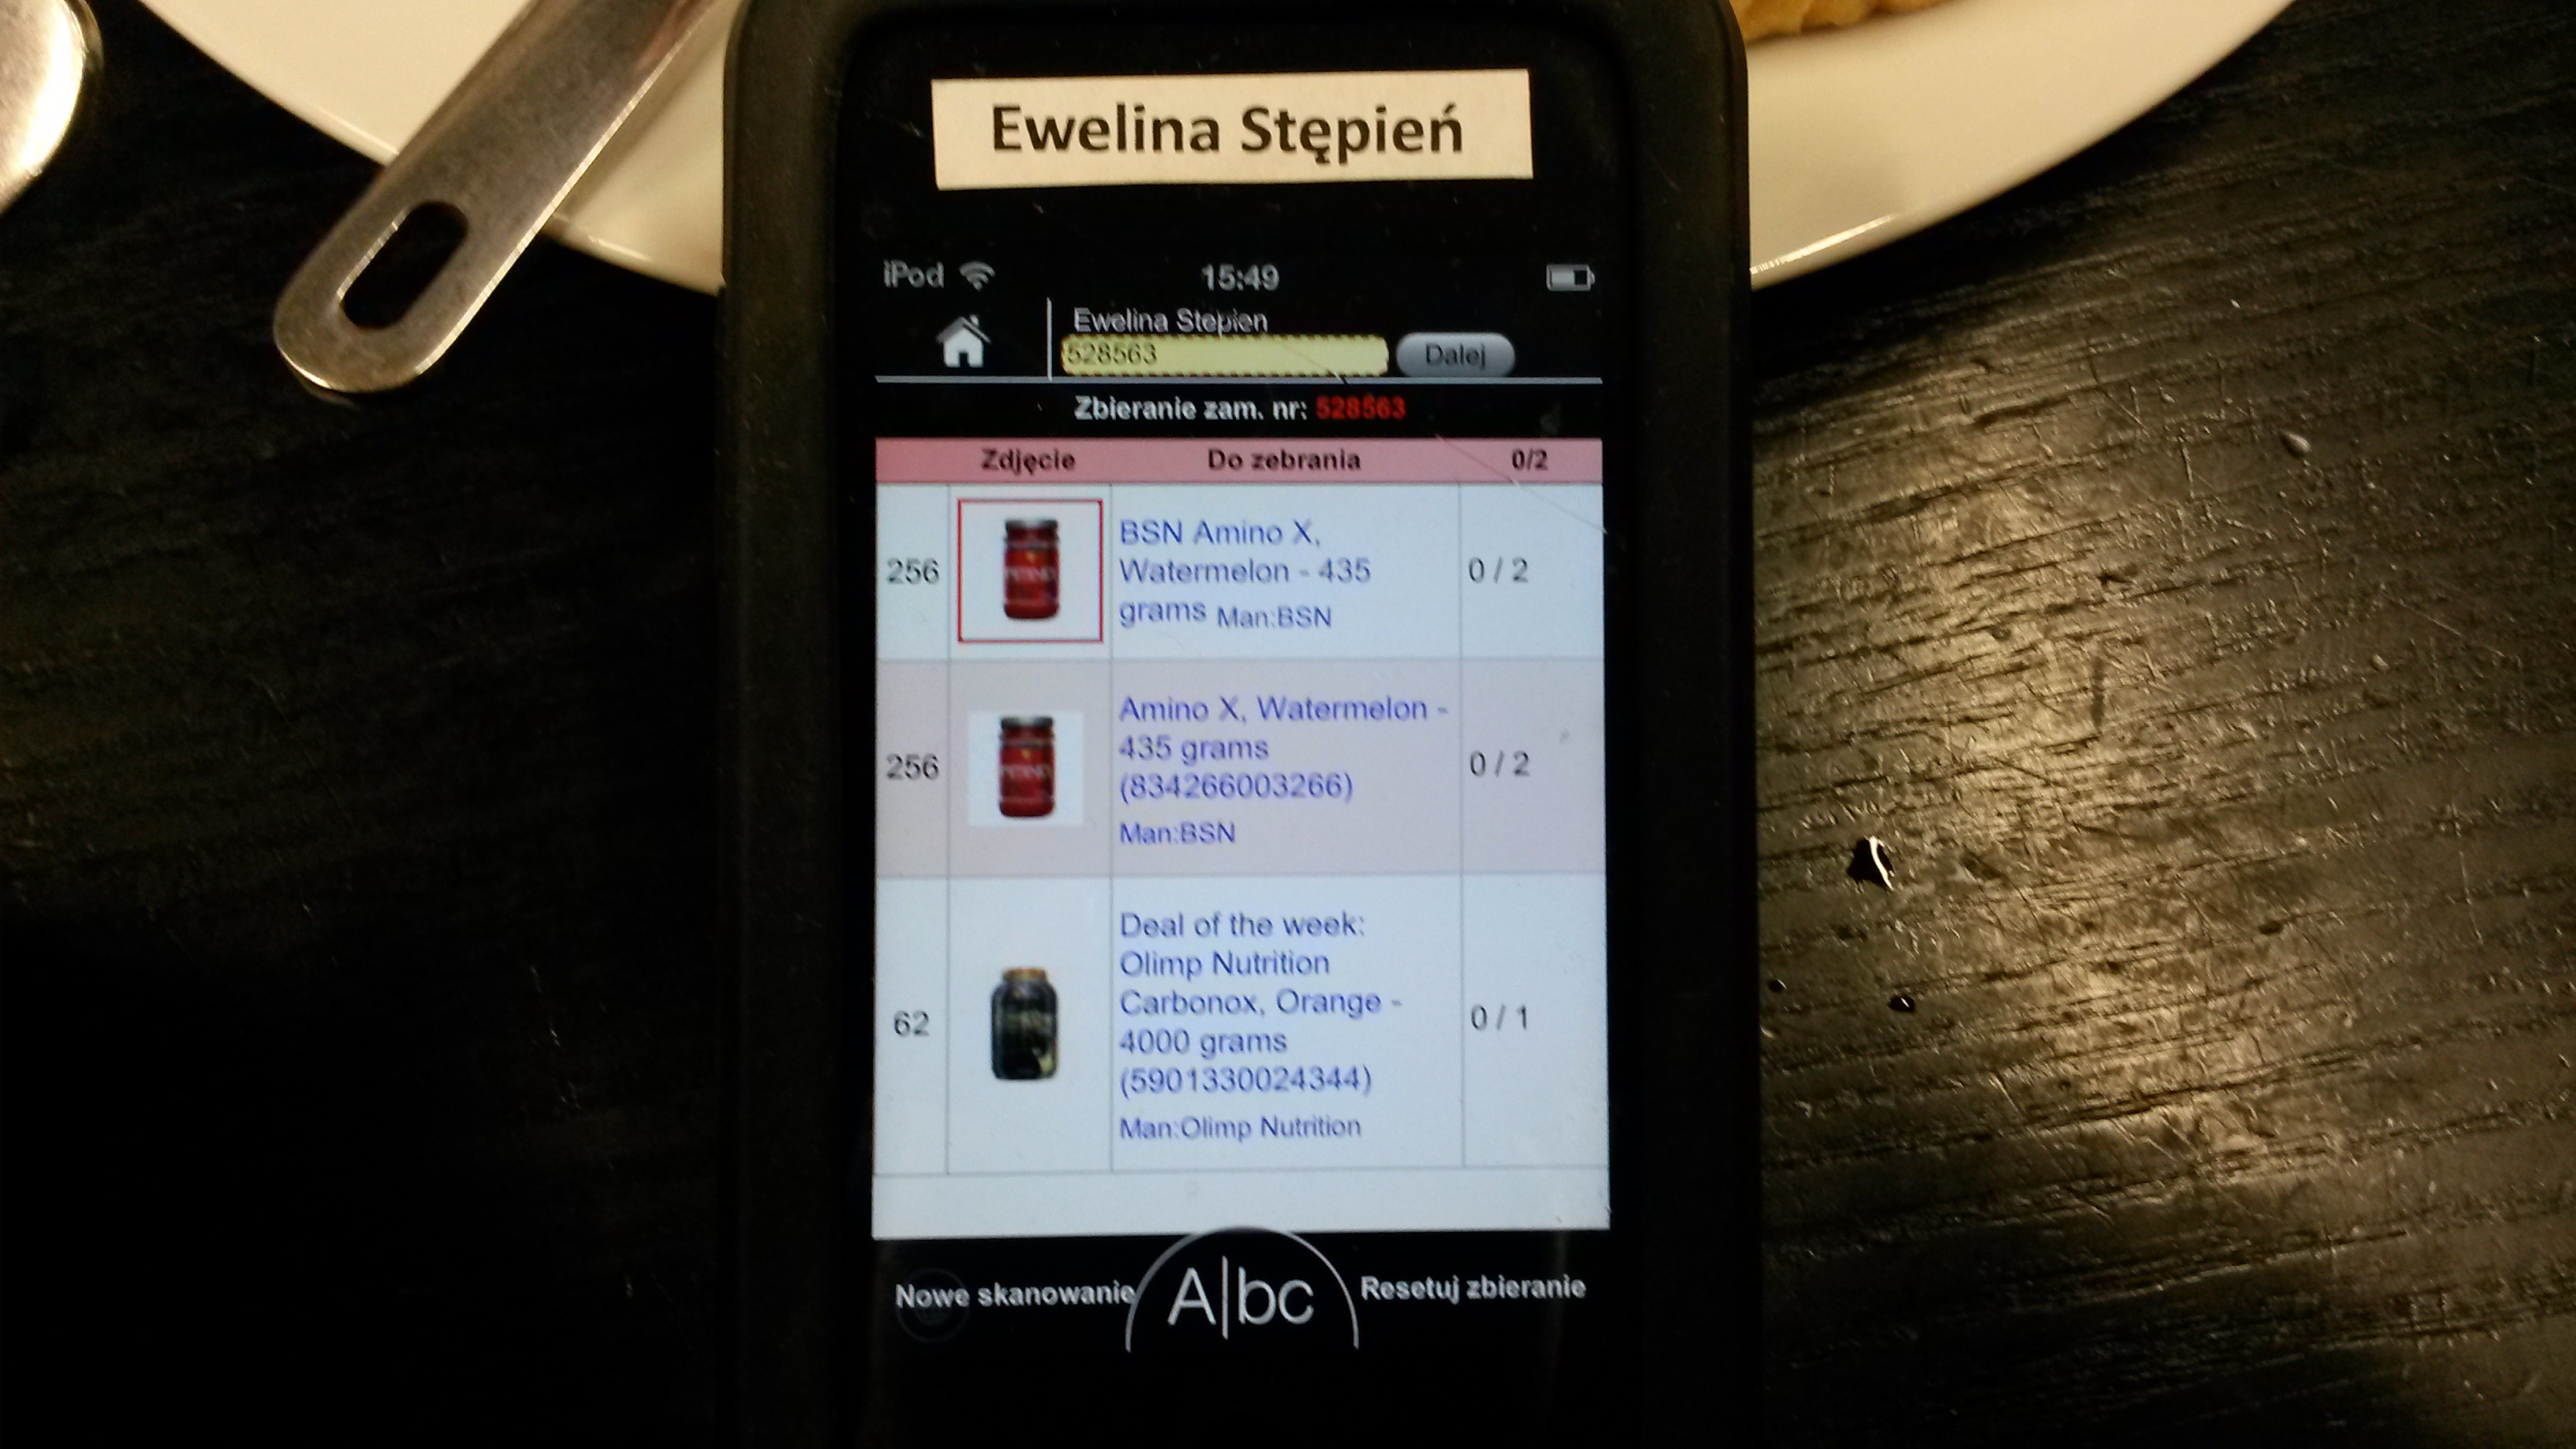 Ewelina Stępień
iPod
15:49
Ewelina Stepien
528563
Dalej
Zbieranie zam. nr: 528563
Zdjęcie
Do zebrania
0/2
256
BSN Amino X,
Watermelon - 435
grams Man:BSN
0 / 2
256
Amino X, Watermelon -
435 grams
(834266003266)
Man:BSN
0 / 2
62
Deal of the week:
Olimp Nutrition
Carbonox, Orange -
4000 grams
(5901330024344)
Man:Olimp Nutrition
0 / 1
Nowe skanowanie
A|bc
Resetuj zbieranie